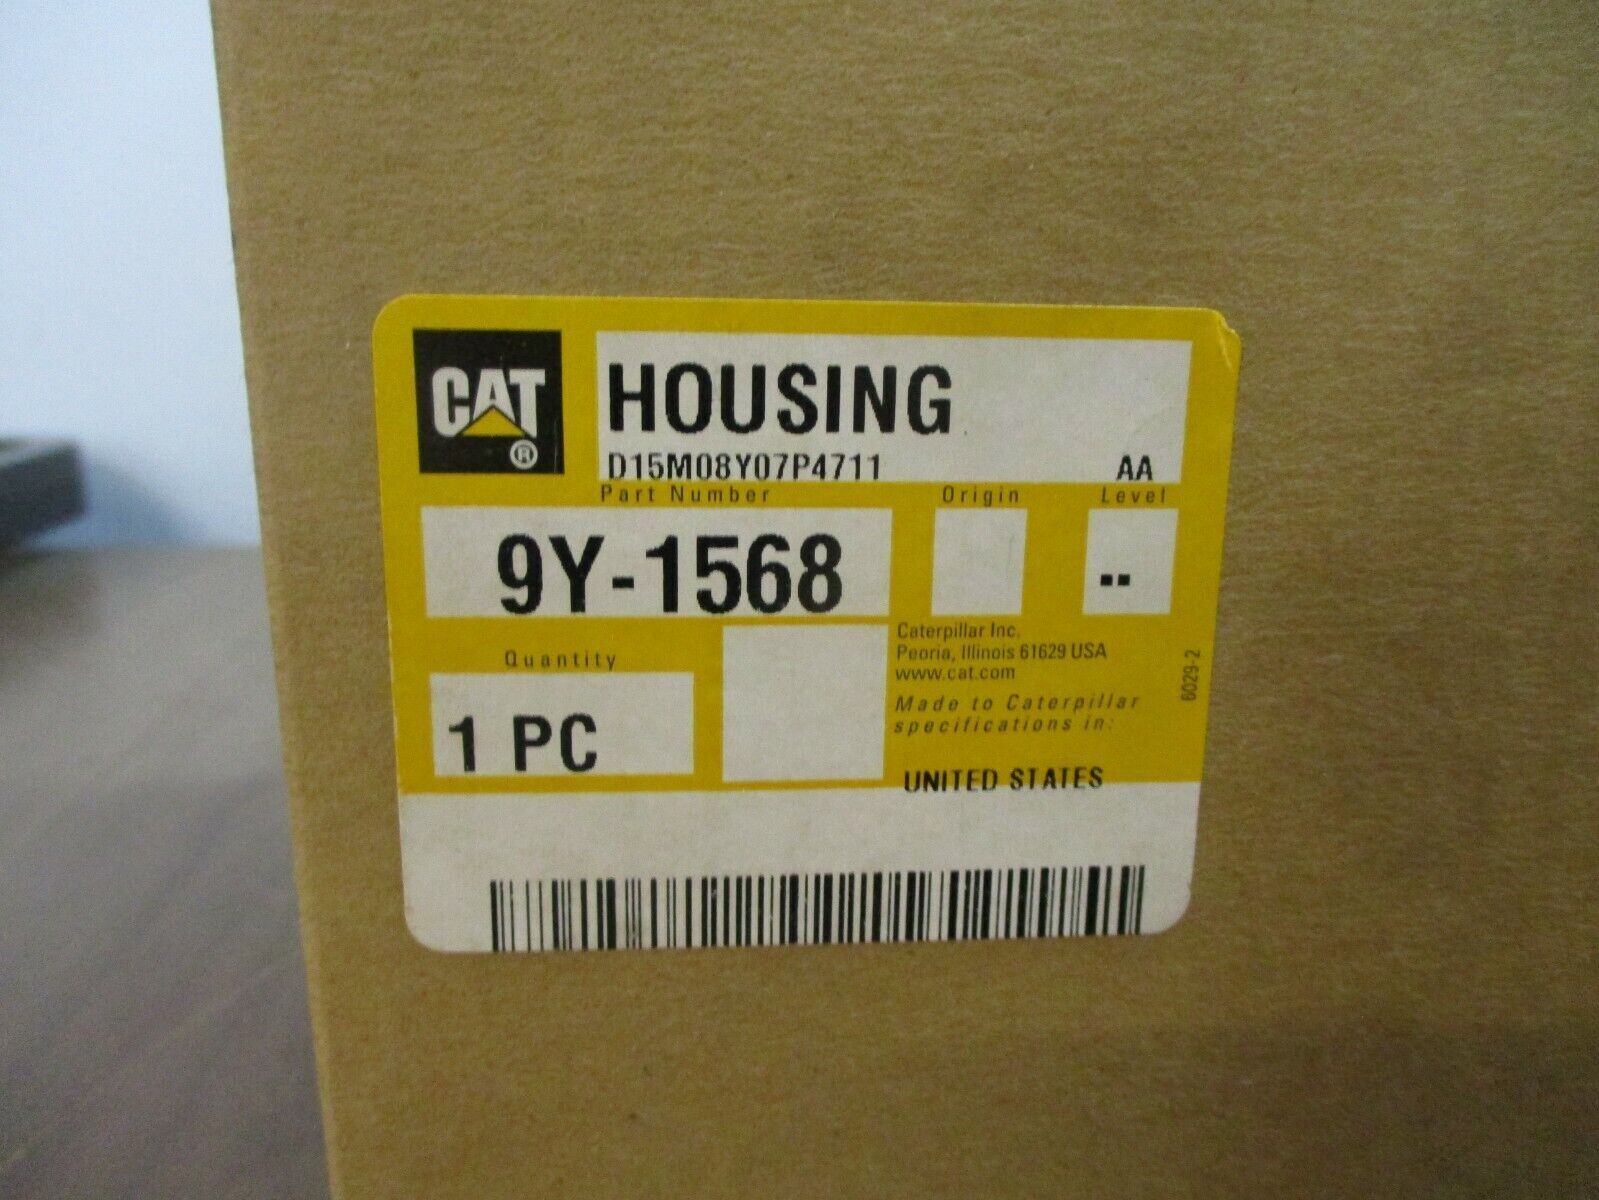 CAT®
HOUSING
D15M08Y07P4711 AA
Part Number Origin Level
9Y-1568 --
Quantity
1 PC
Caterpillar Inc.
Peoria, Illinois 61629 USA
www.cat.com
Made to Caterpillar
specifications in:
UNITED STATES
6029-2